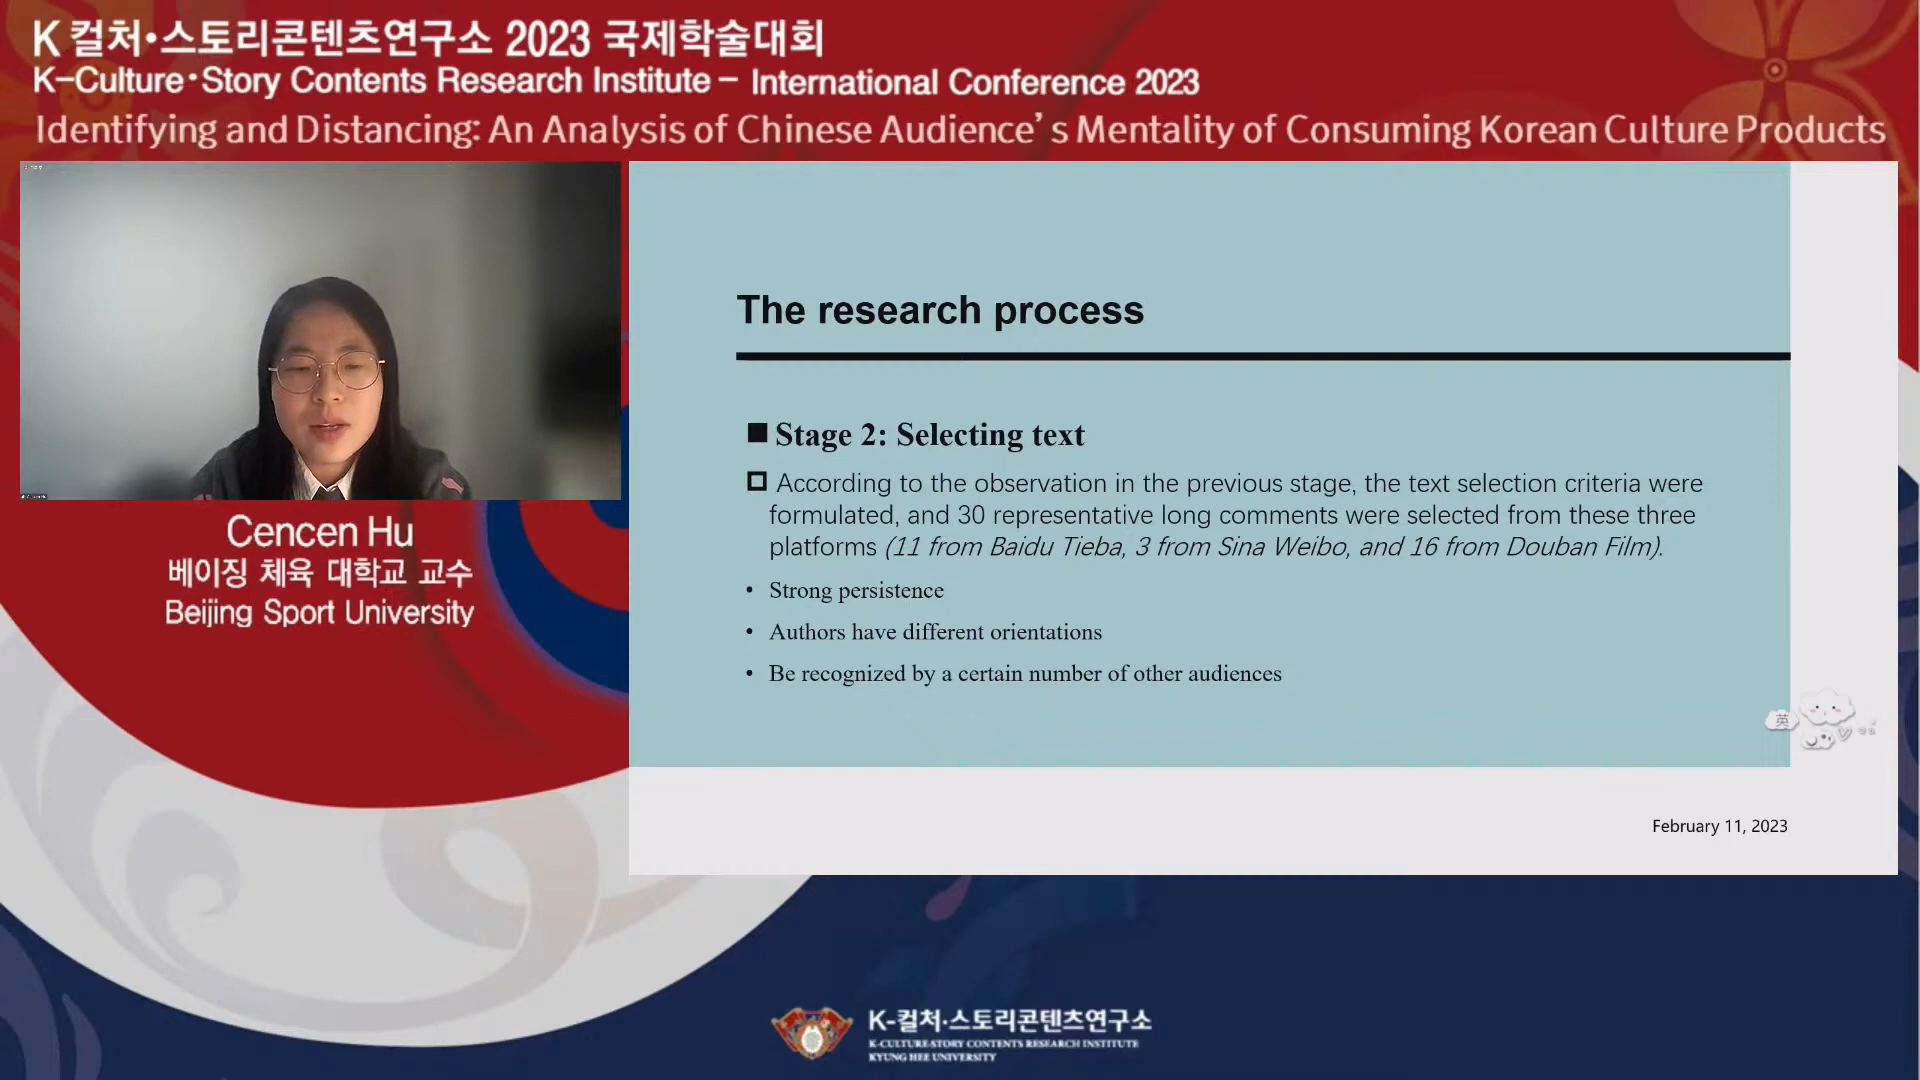 K 컬처·스토리콘텐츠연구소 2023 국제학술대회
K-Culture·Story Contents Research Institute - International Conference 2023
Identifying and Distancing: An Analysis of Chinese Audience's Mentality of Consuming Korean Culture Products
Cencen Hu
베이징 체육 대학교 교수
Beijing Sport University
The research process
Stage 2: Selecting text
According to the observation in the previous stage, the text selection criteria were
formulated, and 30 representative long comments were selected from these three
platforms (11 from Baidu Tieba, 3 from Sina Weibo, and 16 from Douban Film).
• Strong persistence
• Authors have different orientations
• Be recognized by a certain number of other audiences
英
February 11, 2023
K-컬처·스토리콘텐츠연구소
K-CULTURE·STORY CONTENTS RESEARCH INSTITUTE
KYUNG HEE UNIVERSITY